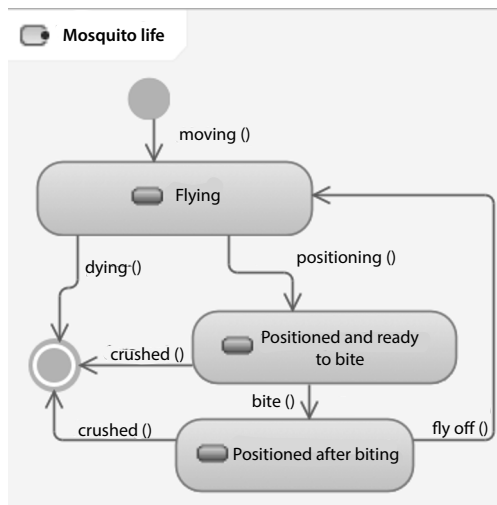 Mosquito life
moving ()
Flying
dying ()
positioning ()
Positioned and ready
to bite
crushed ()
bite ()
crushed ()
Positioned after biting
fly off ()